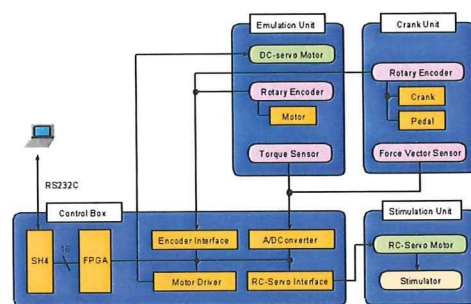 Emulation Unit
Crank Unit
DC-servo Motor
Rotary Encoder
Rotary Encoder
Crank
Motor
Pedal
Torque Sensor
Force Vector Sensor
RS232C
Control Box
Stimulation Unit
16
SH4
FPGA
Encoder Interface
A/DConverter
RC-Servo Motor
Motor Driver
RC-Servo Interface
Stimulator